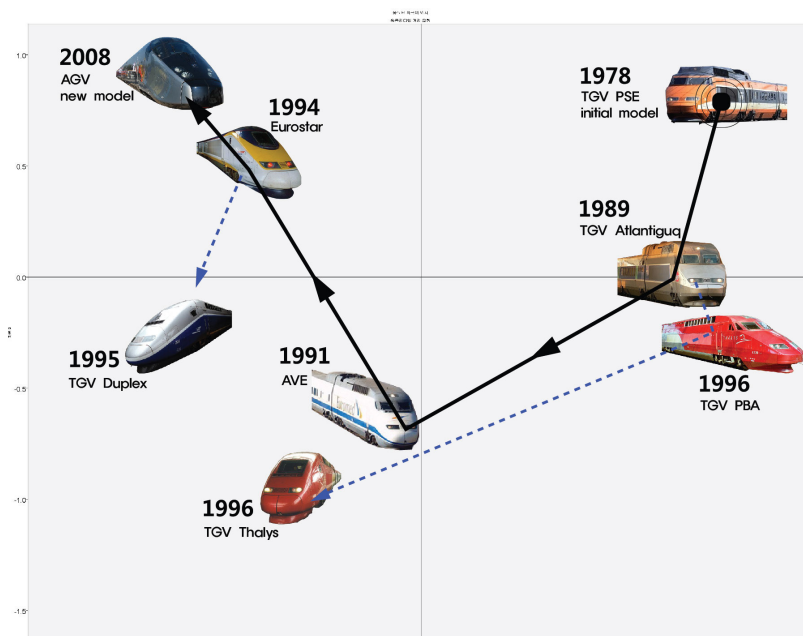 2008
AGV
new model
1994
Eurostar
1978
TGV PSE
initial model
1989
TGV Atlantiguq
1995
TGV Duplex
1991
AVE
1996
TGV PBA
1996
TGV Thalys
1.0
0.5
0.0
-0.5
-1.0
-1.5